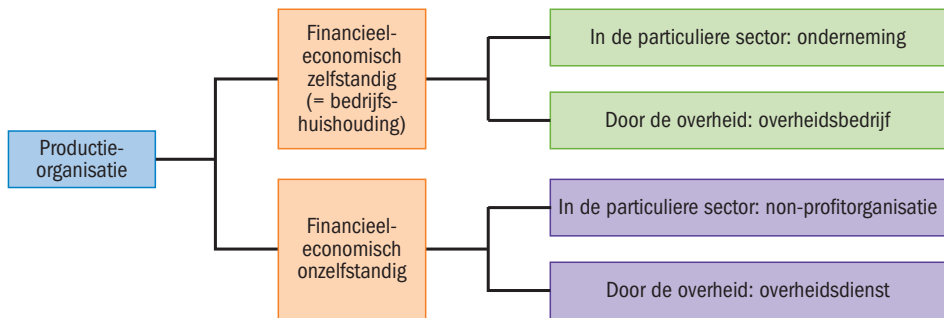 Productie-
organisatie
Financieel-
economisch
zelfstandig
(= bedrijfs-
huishouding)
In de particuliere sector: onderneming
Door de overheid: overheidsbedrijf
Financieel-
economisch
onzelfstandig
In de particuliere sector: non-profitorganisatie
Door de overheid: overheidsdienst